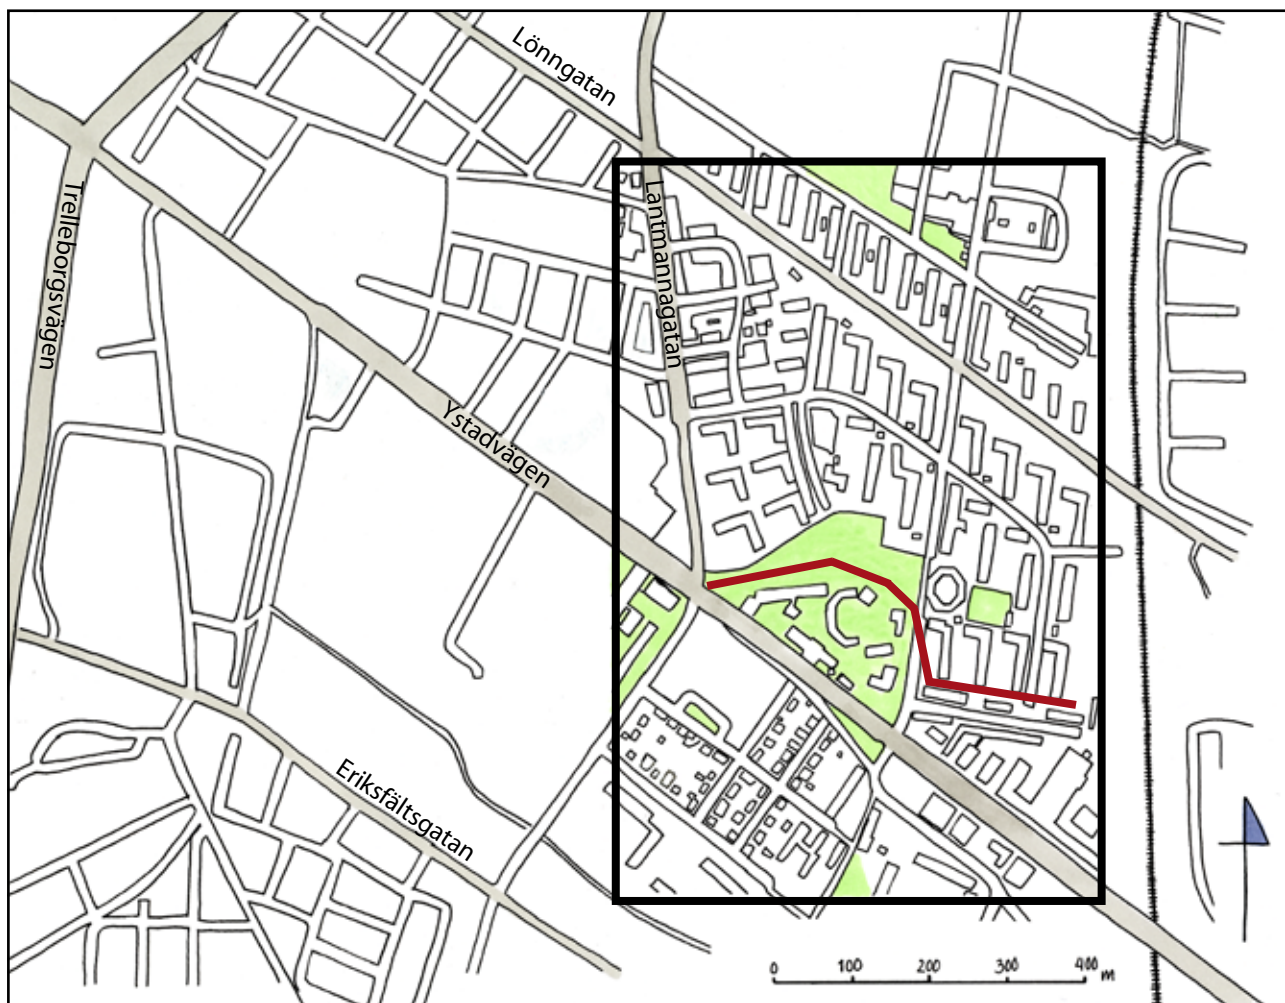 Lönngatan
Lantmannagatan
Trelleborgsvägen
Ystadvägen
Eriksfältsgatan
0 100 200 300 400 m